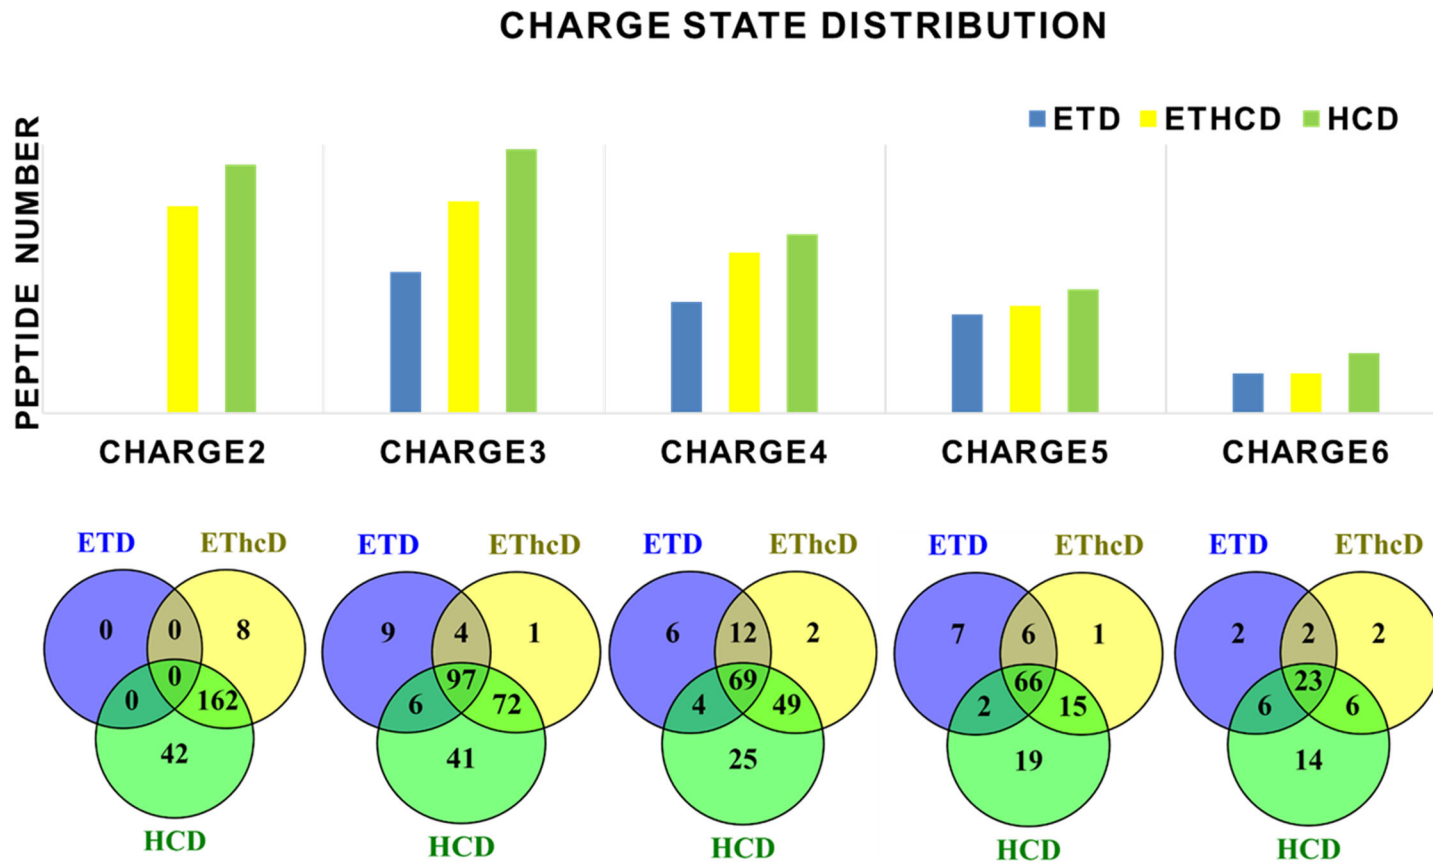 CHARGE STATE DISTRIBUTION
ETD ETHCD HCD
PEPTIDE NUMBER
CHARGE2 CHARGE3 CHARGE4 CHARGE5 CHARGE6
ETD EThcD ETD EThcD ETD EThcD ETD EThcD ETD EThcD
0 0 8 9 4 1 6 12 2 7 6 1 2 2 2
0 97 69 66 23
0 162 6 72 4 49 2 15 6 6
42 41 25 19 14
HCD HCD HCD HCD HCD